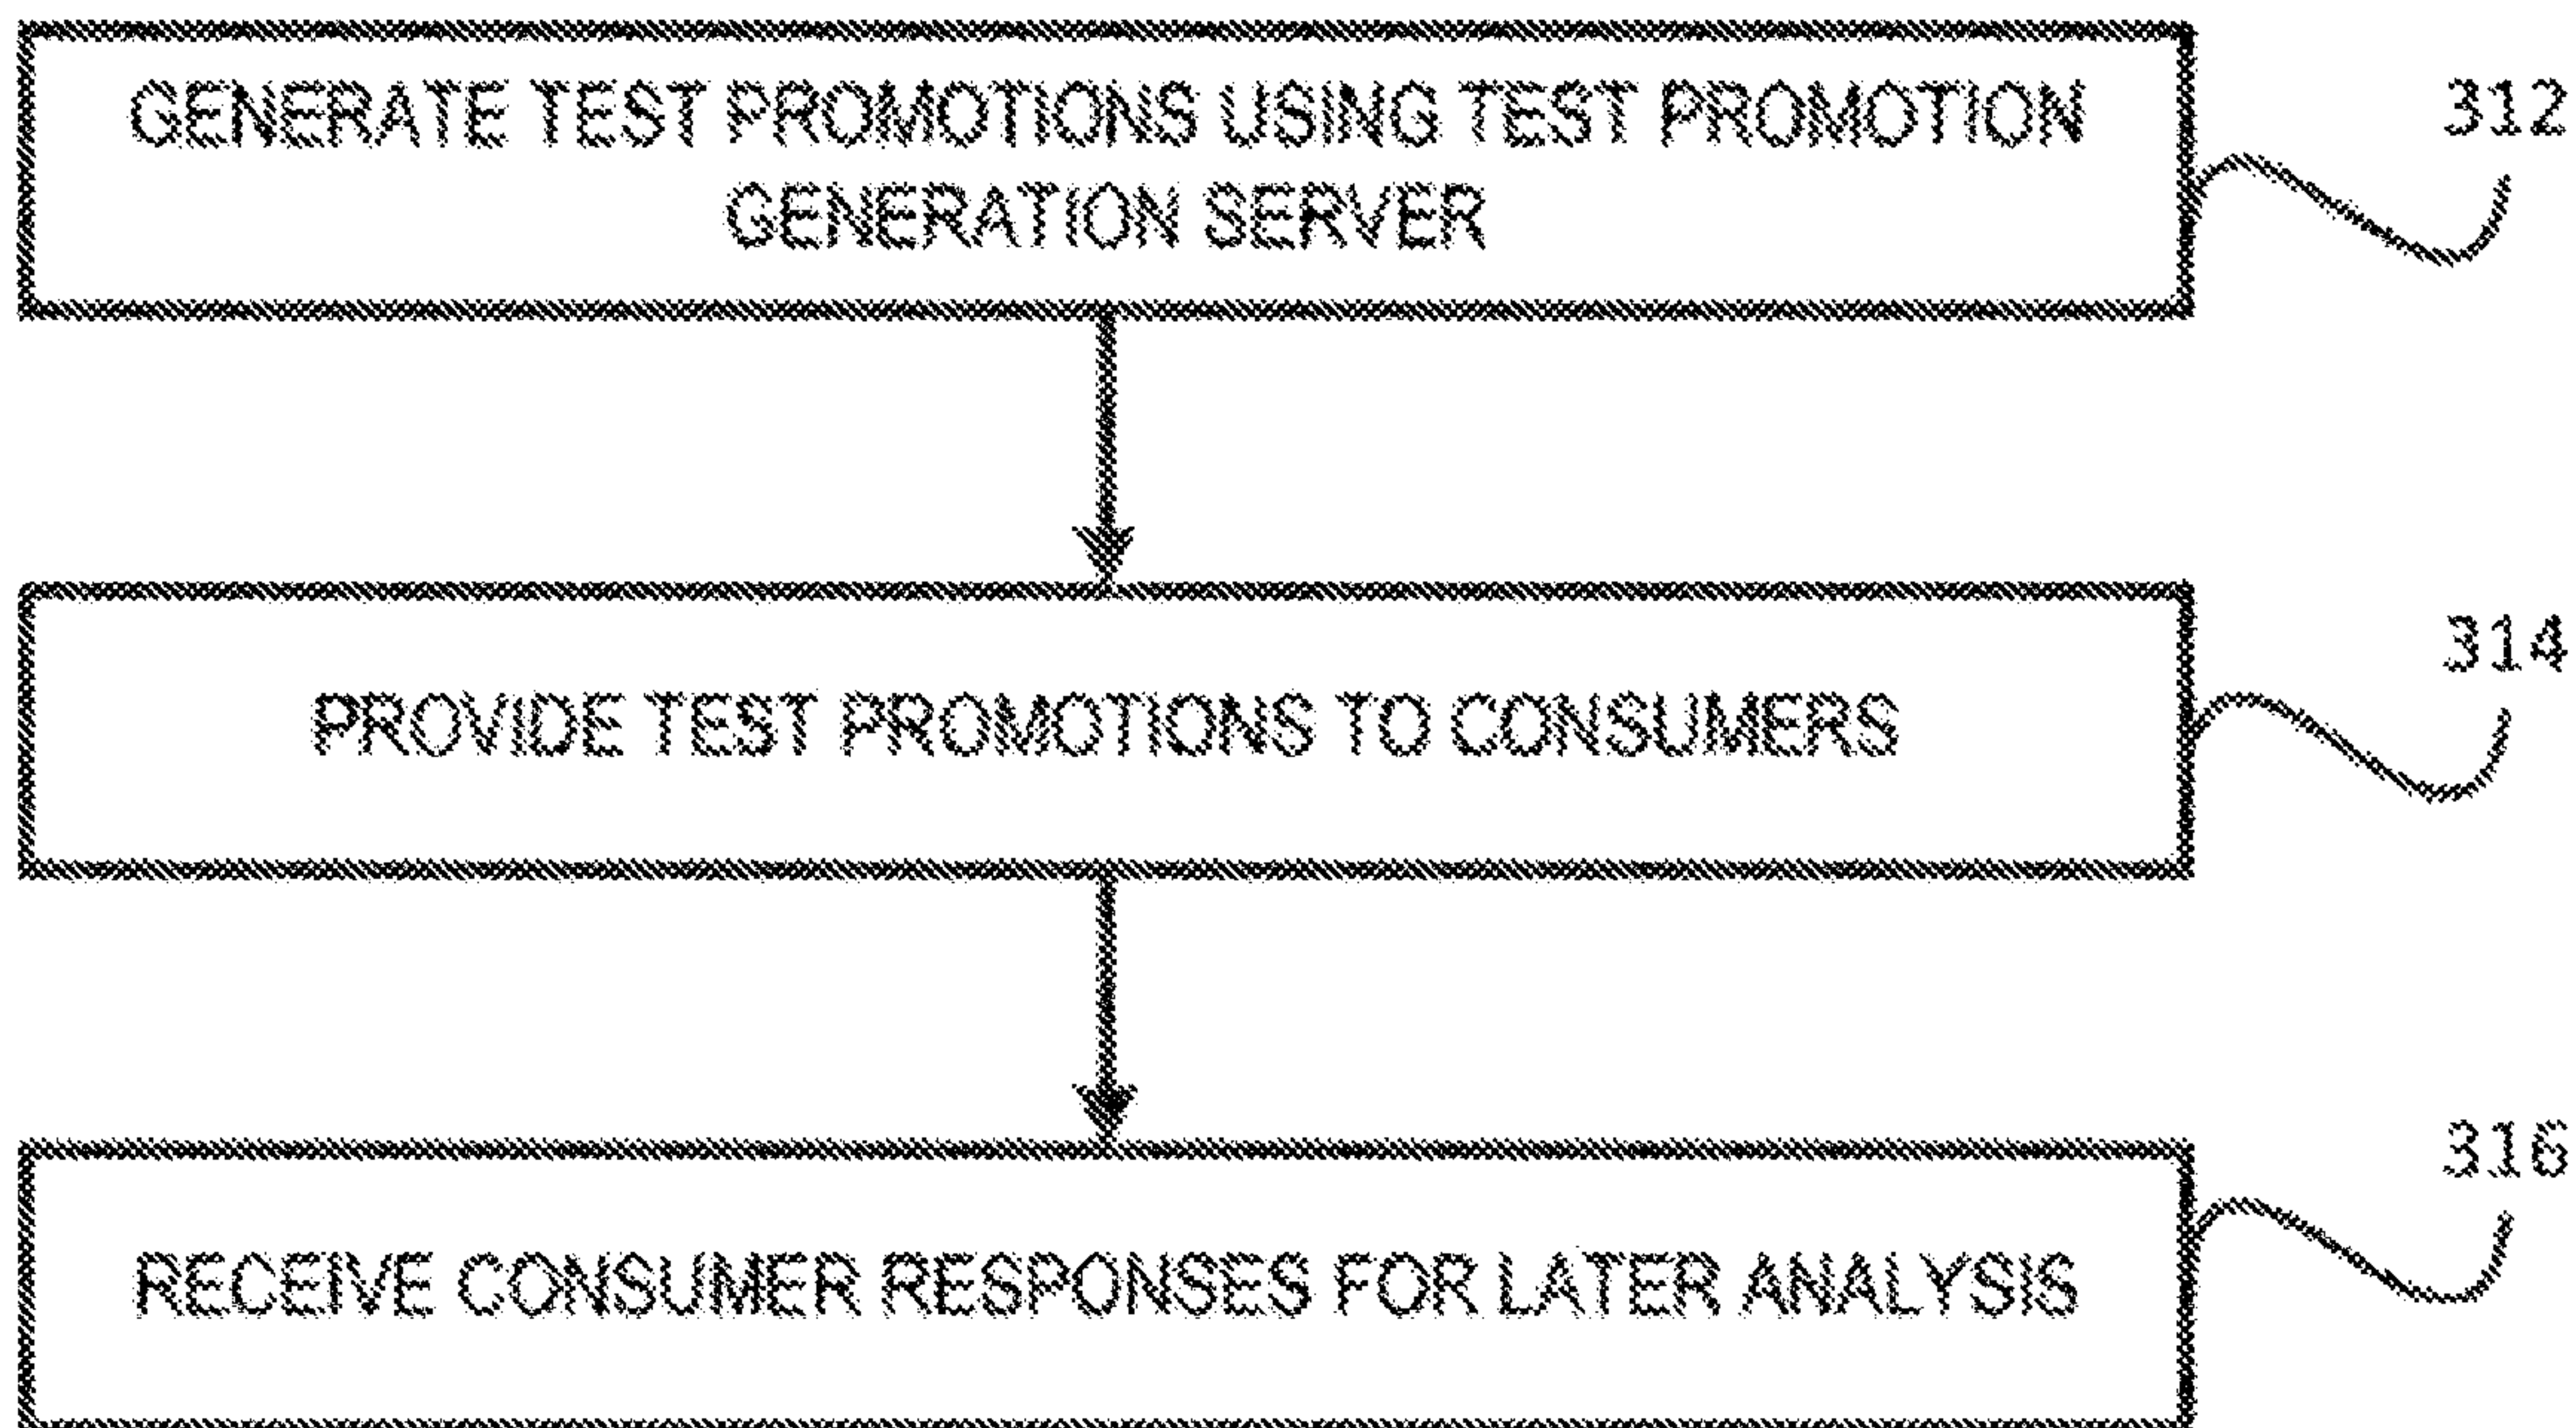 GENERATE TEST PROMOTIONS USING TEST PROMOTION
GENERATION SERVER
312
PROVIDE TEST PROMOTIONS TO CONSUMERS
314
RECEIVE CONSUMER RESPONSES FOR LATER ANALYSIS
316